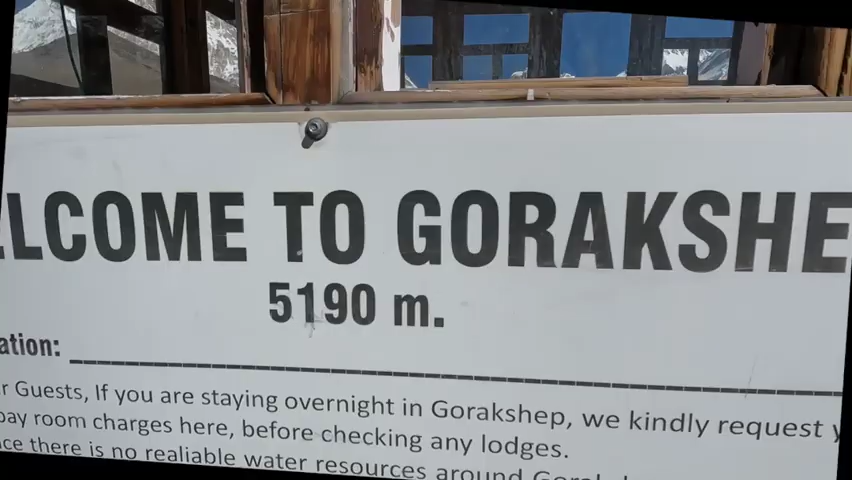 LCOME TO GORAKSHE
5190 m.
ation:
r Guests, If you are staying overnight in Gorakshep, we kindly request
pay room charges here, before checking any lodges.
ce there is no realiable water resources around